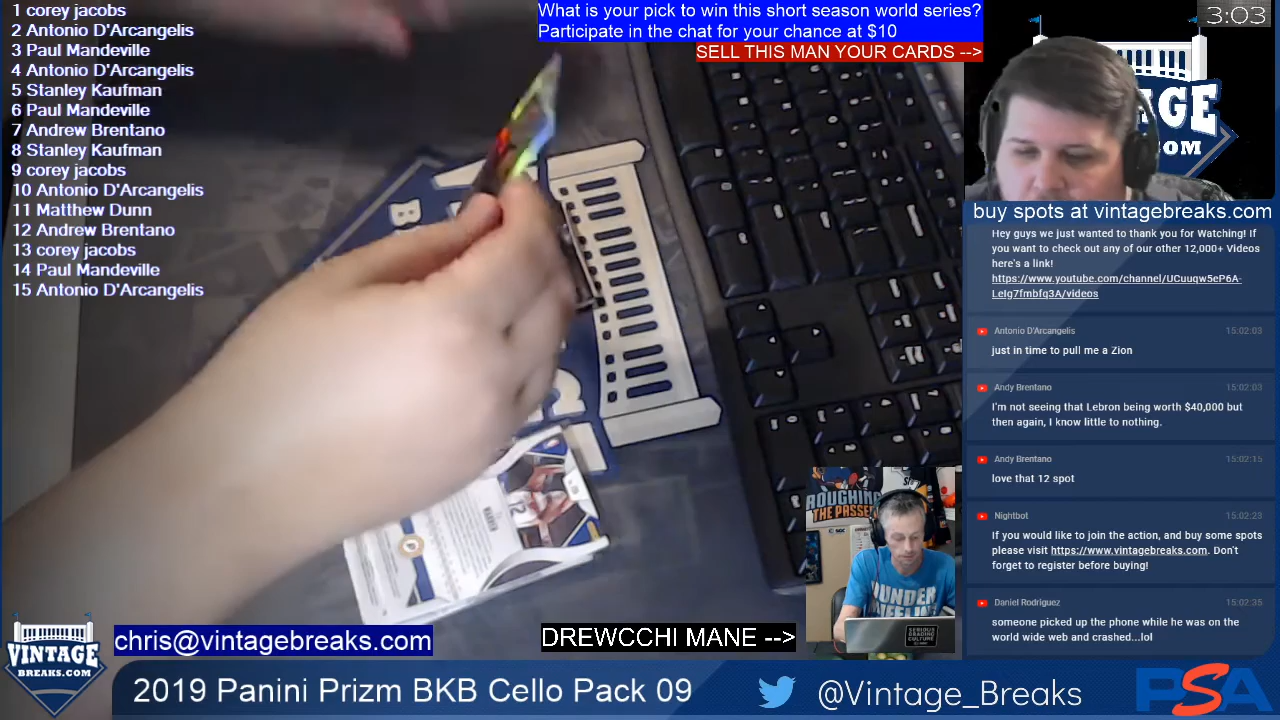 1 corey jacobs
2 Antonio D'Arcangelis
3 Paul Mandeville
4 Antonio D'Arcangelis
5 Stanley Kaufman
6 Paul Mandeville
7 Andrew Brentano
8 Stanley Kaufman
9 corey jacobs
10 Antonio D'Arcangelis
11 Matthew Dunn
12 Andrew Brentano
13 corey jacobs
14 Paul Mandeville
15 Antonio D'Arcangelis
What is your pick to win this short season world series?
Participate in the chat for your chance at $10
SELL THIS MAN YOUR CARDS -->
3:03
buy spots at vintagebreaks.com
Hey guys we just wanted to thank you for Watching! If
you want to check out any of our other 12,000+ Videos
here's a link!
https://www.youtube.com/channel/UCuuqw5eP6A-
LeIg7fmbfq3A/videos
Antonio D'Arcangelis 15:02:03
just in time to pull me a Zion
Andy Brentano 15:02:03
I'm not seeing that Lebron being worth $40,000 but
then again, I know little to nothing.
Andy Brentano 15:02:15
love that 12 spot
Nightbot 15:02:23
If you would like to join the action, and buy some spots
please visit https://www.vintagebreaks.com. Don't
forget to register before buying!
Daniel Rodriguez 15:02:35
someone picked up the phone while he was on the
world wide web and crashed...lol
ROUGHING
THE PASSE
DREWCCHI MANE -->
chris@vintagebreaks.com
VINTAGE
BREAKS.COM
2019 Panini Prizm BKB Cello Pack 09
@Vintage_Breaks
PSA